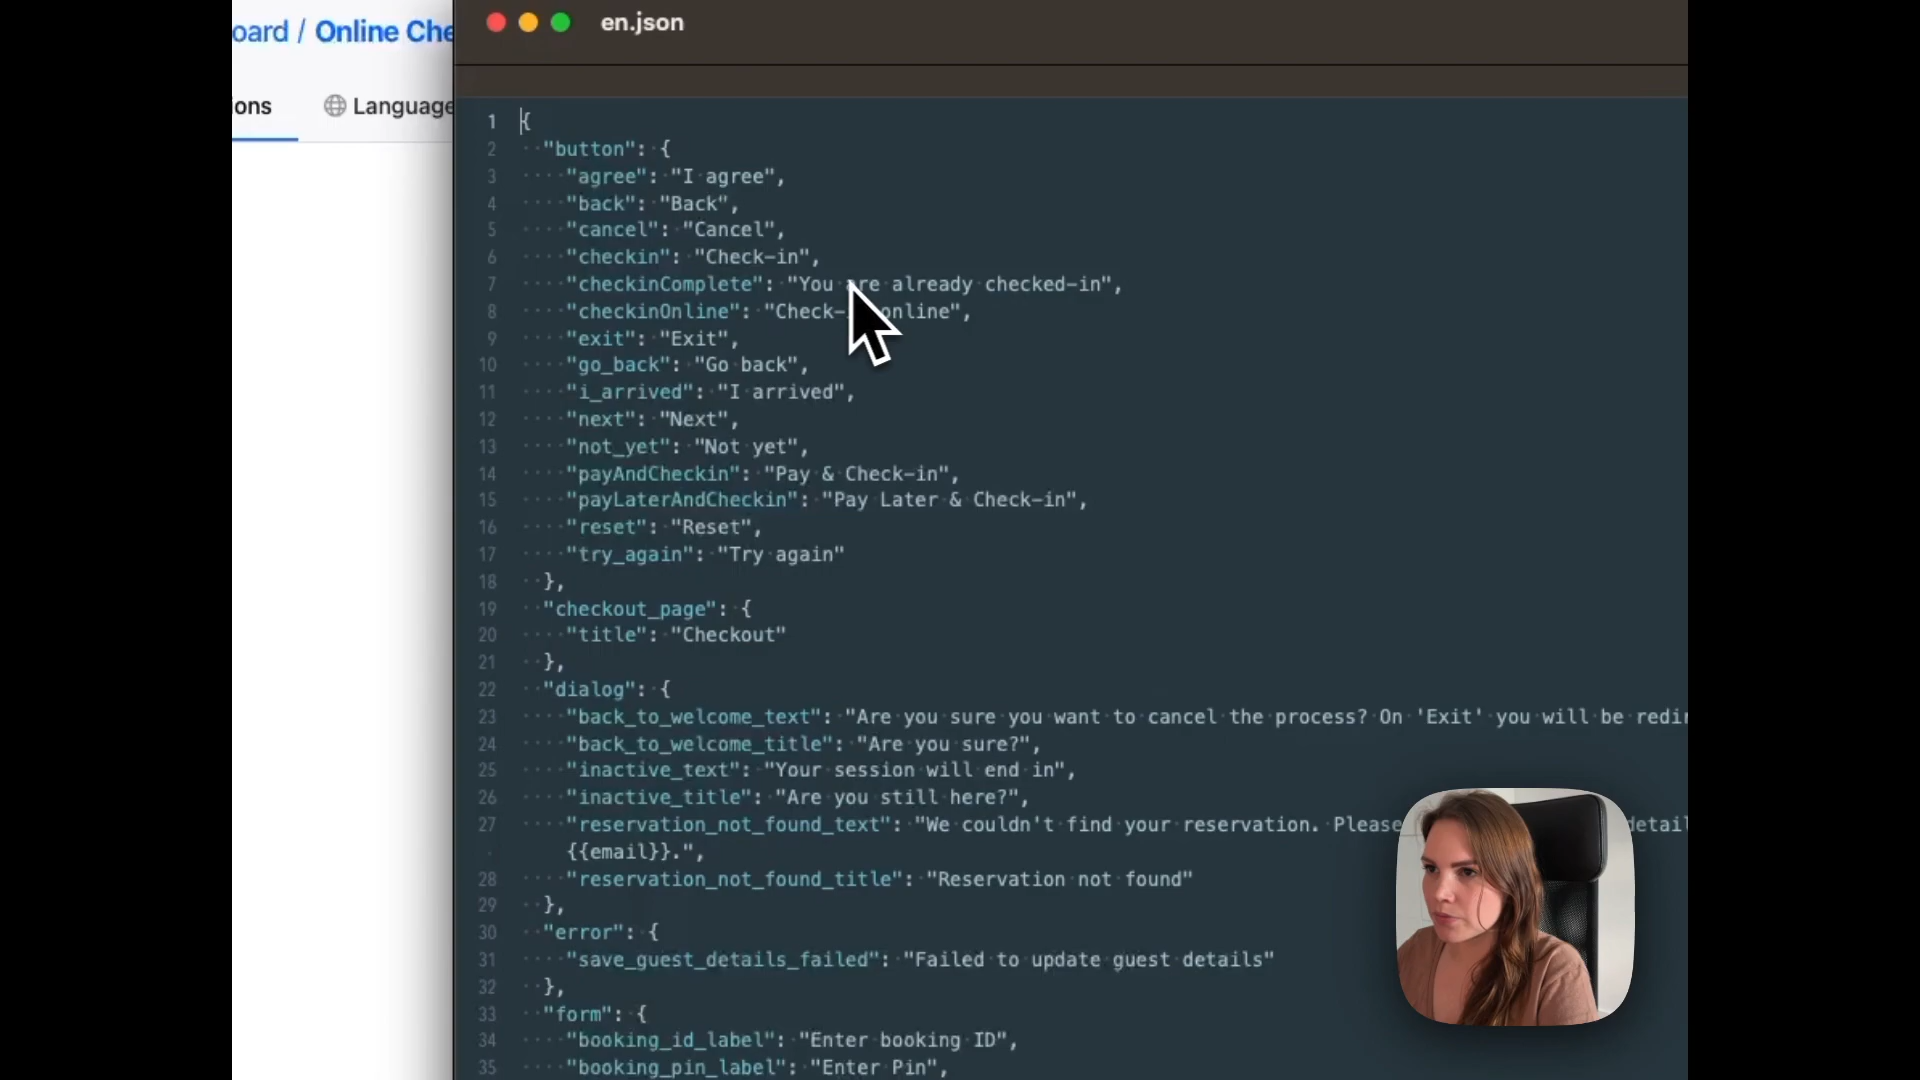 oard / Online Che
ions
Language
en.json
1 {
2 "button": {
3 "agree": "I agree",
4 "back": "Back",
5 "cancel": "Cancel",
6 "checkin": "Check-in",
7 "checkinComplete": "You are already checked-in",
8 "checkinOnline": "Check- online",
9 "exit": "Exit",
10 "go_back": "Go back",
11 "i_arrived": "I arrived",
12 "next": "Next",
13 "not_yet": "Not yet",
14 "payAndCheckin": "Pay & Check-in",
15 "payLaterAndCheckin": "Pay Later & Check-in",
16 "reset": "Reset",
17 "try_again": "Try again"
18 },
19 "checkout_page": {
20 "title": "Checkout"
21 },
22 "dialog": {
23 "back_to_welcome_text": "Are you sure you want to cancel the process? On 'Exit' you will be redir
24 "back_to_welcome_title": "Are you sure?",
25 "inactive_text": "Your session will end in",
26 "inactive_title": "Are you still here?",
27 "reservation_not_found_text": "We couldn't find your reservation. Please detail
{{email}}.",
28 "reservation_not_found_title": "Reservation not found"
29 },
30 "error": {
31 "save_guest_details_failed": "Failed to update guest details"
32 },
33 "form": {
34 "booking_id_label": "Enter booking ID",
35 "booking_pin_label": "Enter Pin",